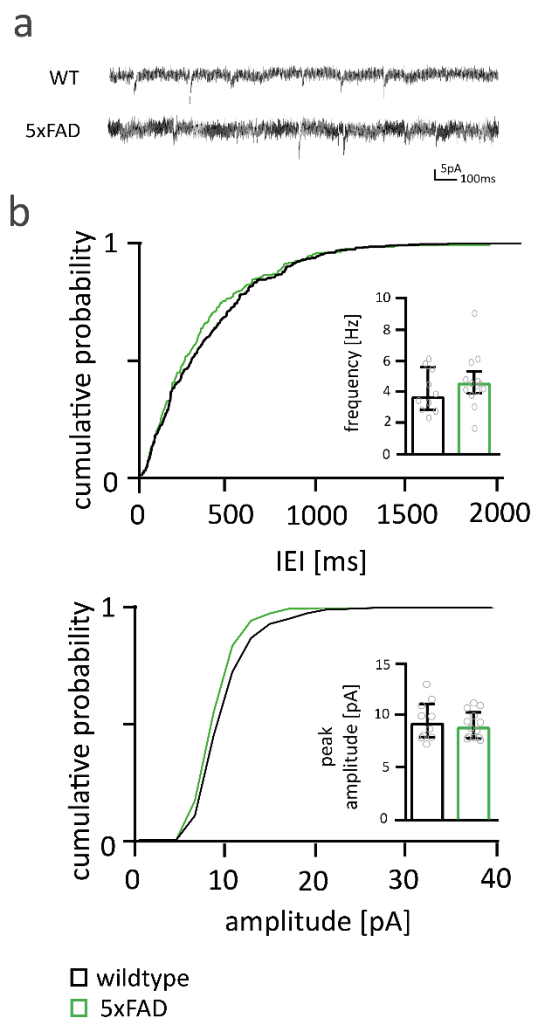 a
WT
5xFAD
5pA
100ms
b
cumulative probability
1
0
0 500 1000 1500 2000
IEI [ms]
frequency [Hz]
10
8
6
4
2
0
cumulative probability
1
0
0 10 20 30 40
amplitude [pA]
peak
amplitude [pA]
15
10
5
0
wildtype
5xFAD